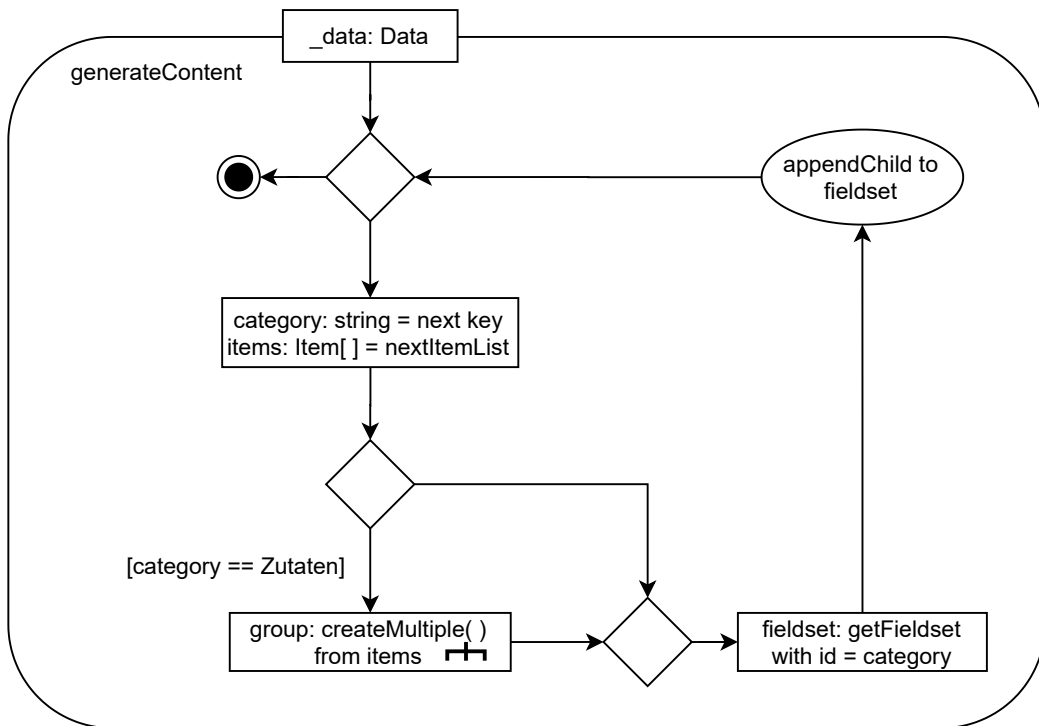 _data: Data
generateContent
appendChild to
fieldset
category: string = next key
items: Item[ ] = nextItemList
[category == Zutaten]
group: createMultiple( )
from items
fieldset: getFieldset
with id = category